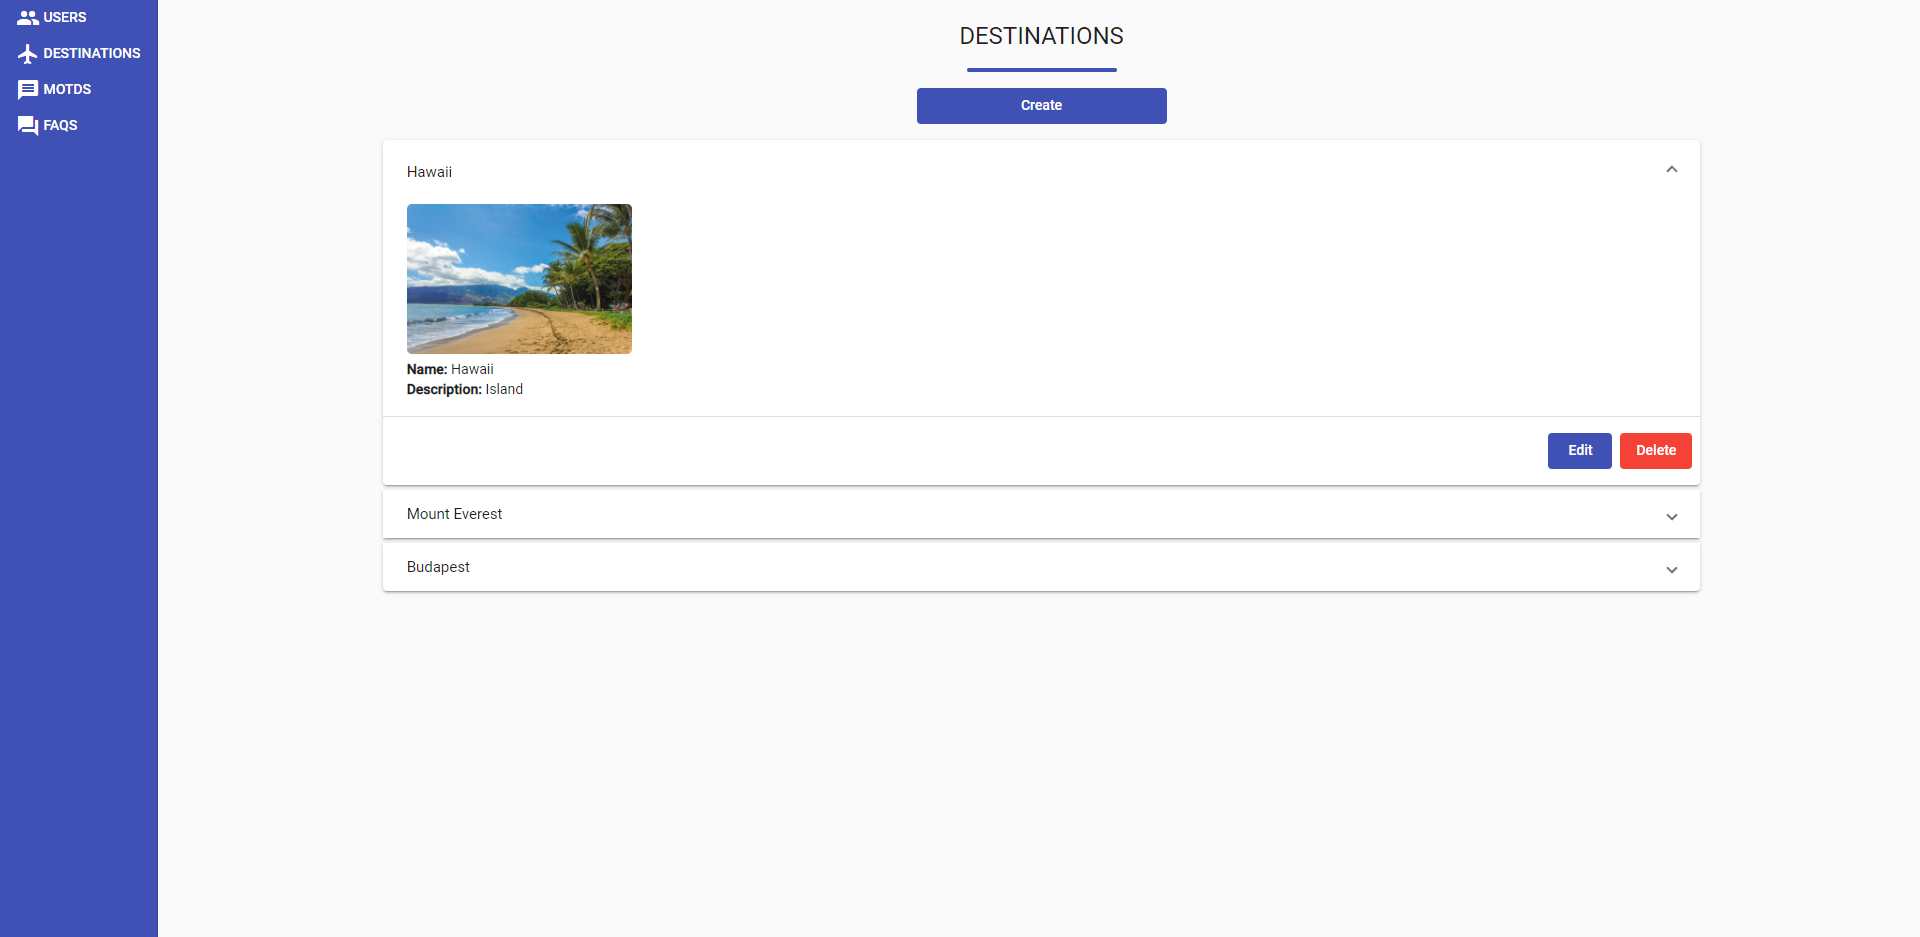 USERS
DESTINATIONS
MOTDS
FAQS
DESTINATIONS
Create
Hawaii
Name: Hawaii
Description: Island
Edit
Delete
Mount Everest
Budapest